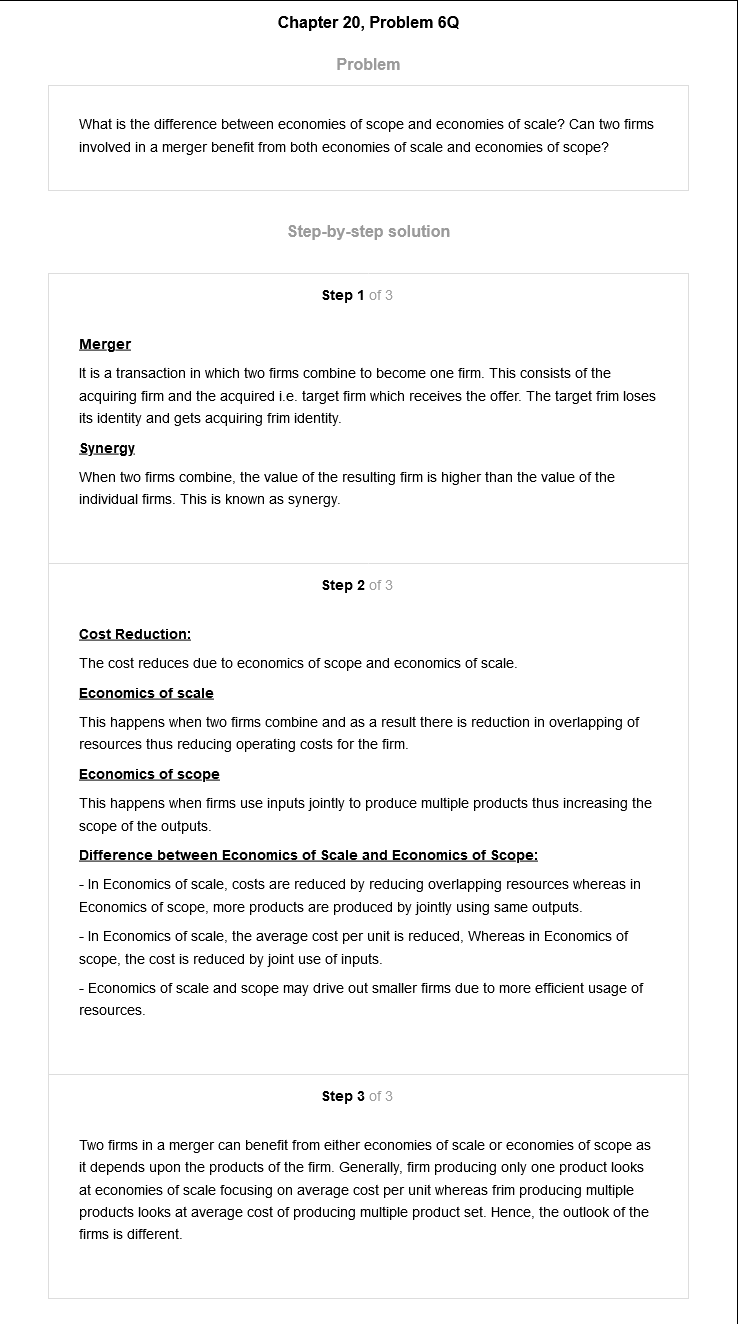 Chapter 20, Problem 6Q
Problem
What is the difference between economies of scope and economies of scale? Can two firms
involved in a merger benefit from both economies of scale and economies of scope?
Step-by-step solution
Step 1 of 3
Merger
It is a transaction in which two firms combine to become one firm. This consists of the
acquiring firm and the acquired i.e. target firm which receives the offer. The target frim loses
its identity and gets acquiring frim identity.
Synergy
When two firms combine, the value of the resulting firm is higher than the value of the
individual firms. This is known as synergy.
Step 2 of 3
Cost Reduction:
The cost reduces due to economics of scope and economics of scale.
Economics of scale
This happens when two firms combine and as a result there is reduction in overlapping of
resources thus reducing operating costs for the firm.
Economics of scope
This happens when firms use inputs jointly to produce multiple products thus increasing the
scope of the outputs.
Difference between Economics of Scale and Economics of Scope:
- In Economics of scale, costs are reduced by reducing overlapping resources whereas in
Economics of scope, more products are produced by jointly using same outputs.
- In Economics of scale, the average cost per unit is reduced, Whereas in Economics of
scope, the cost is reduced by joint use of inputs.
- Economics of scale and scope may drive out smaller firms due to more efficient usage of
resources.
Step 3 of 3
Two firms in a merger can benefit from either economies of scale or economies of scope as
it depends upon the products of the firm. Generally, firm producing only one product looks
at economies of scale focusing on average cost per unit whereas frim producing multiple
products looks at average cost of producing multiple product set. Hence, the outlook of the
firms is different.